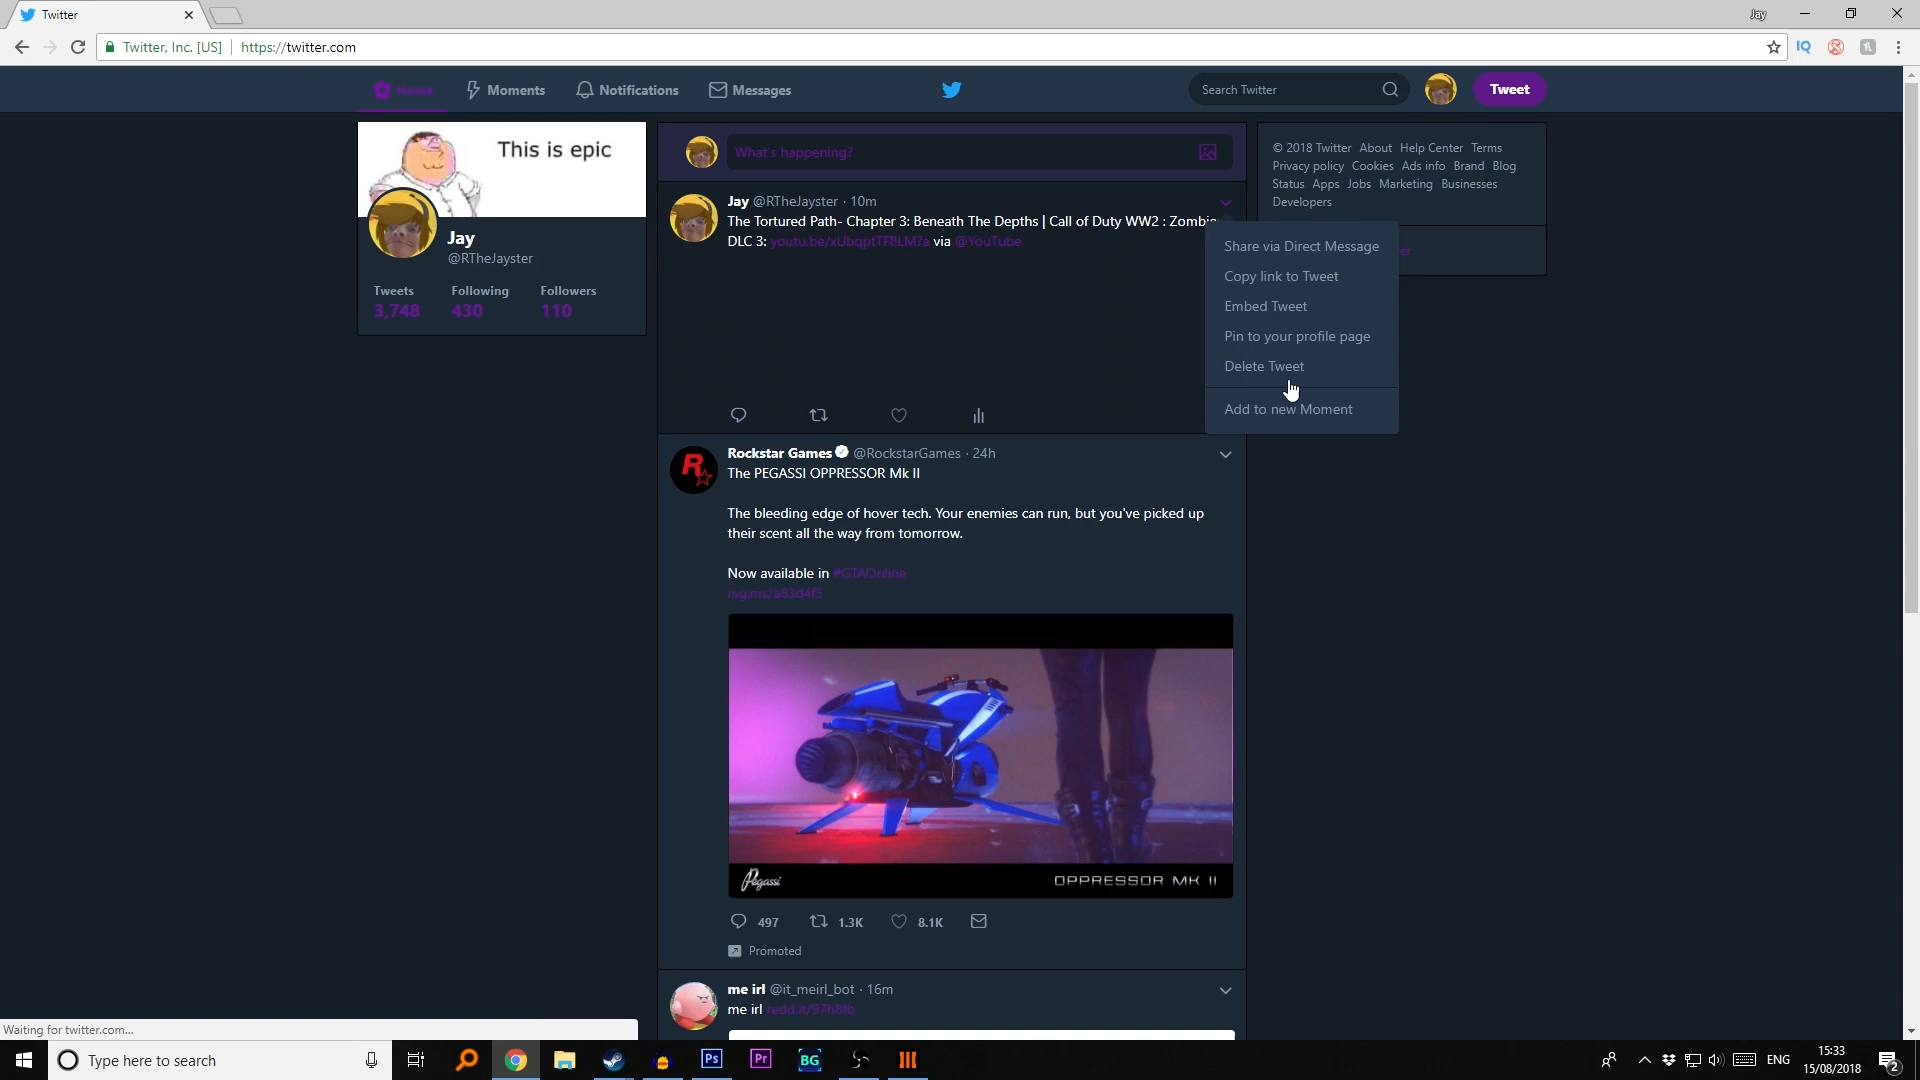 Twitter
Jay
Twitter, Inc. [US]
https://twitter.com
IQ
Home
Moments
Notifications
Messages
Search Twitter
Tweet
This is epic
Jay
@RTheJayster
Tweets Following Followers
3,748 430 110
What's happening?
Jay @RTheJayster · 10m
The Tortured Path- Chapter 3: Beneath The Depths | Call of Duty WW2 : Zombie
DLC 3: youtu.be/xUbqptTF8LM?a via @YouTube
Share via Direct Message
Copy link to Tweet
Embed Tweet
Pin to your profile page
Delete Tweet
Add to new Moment
© 2018 Twitter About Help Center Terms
Privacy policy Cookies Ads info Brand Blog
Status Apps Jobs Marketing Businesses
Developers
Rockstar Games @RockstarGames · 24h
The PEGASSI OPPRESSOR Mk II
The bleeding edge of hover tech. Your enemies can run, but you've picked up
their scent all the way from tomorrow.
Now available in #GTAOnline
rsg.ms/a83d4f5
Pegassi
OPPRESSOR MK II
497 1.3K 8.1K
Promoted
me irl @it_meirl_bot · 16m
me irl redd.it/97h8fb
Waiting for twitter.com...
Type here to search
Ps
Pr
BG
ENG
15:33
15/08/2018
2